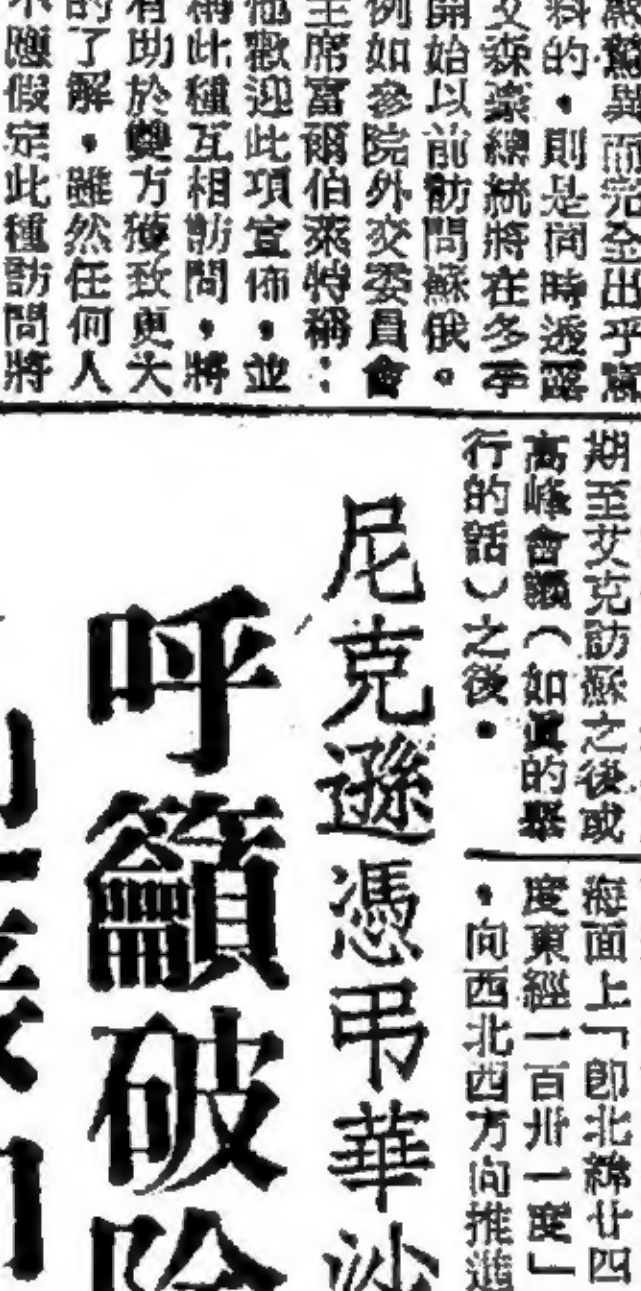 驚異而完全出乎意
料的，則是同時透露
艾森豪總統將在冬季
開始以前訪問蘇俄。
例如參院外交委員會
主席富爾伯萊特稱：
他歡迎此項宣佈，並
稱此種互相訪問，將
有助於雙方獲致更大
的了解，雖然任何人
不應假定此種訪問將
期至艾克訪蘇之後或
高峰會議（如眞的舉
行的話）之後。
海面上「卽北緯廿四
度東經一百卅一度」
，向西北西方向推進
尼克遜憑弔華沙
呼籲破除